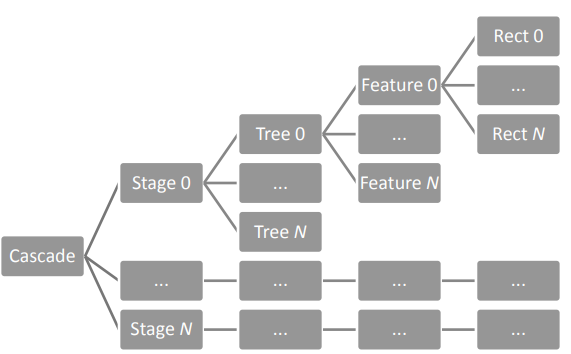 Rect 0
Feature 0
...
Tree 0
...
Rect N
Stage 0
...
Feature N
Tree N
Cascade
...
...
...
...
Stage N
...
...
...